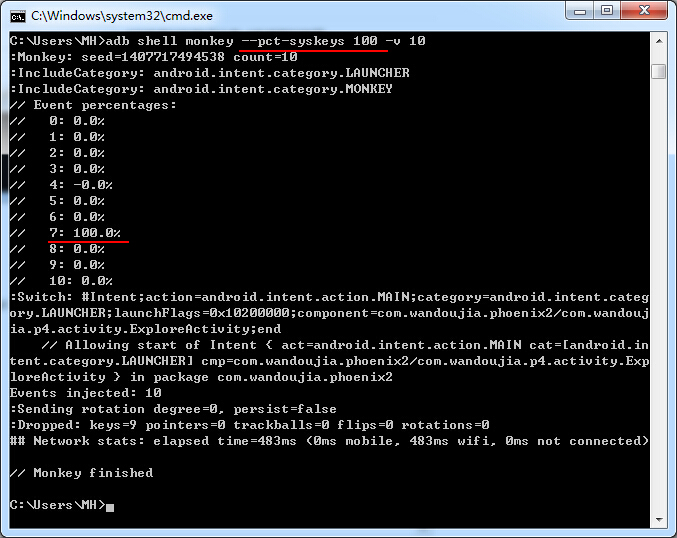 C:\Windows\system32\cmd.exe
C:\Users\MH>adb shell monkey --pct-syskeys 100 -v 10
:Monkey: seed=1407717494538 count=10
:IncludeCategory: android.intent.category.LAUNCHER
:IncludeCategory: android.intent.category.MONKEY
// Event percentages:
//   0: 0.0%
//   1: 0.0%
//   2: 0.0%
//   3: 0.0%
//   4: -0.0%
//   5: 0.0%
//   6: 0.0%
//   7: 100.0%
//   8: 0.0%
//   9: 0.0%
//   10: 0.0%
:Switch: #Intent;action=android.intent.action.MAIN;category=android.intent.categ
ory.LAUNCHER;launchFlags=0x10200000;component=com.wandoujia.phoenix2/com.wandouj
ia.p4.activity.ExploreActivity;end
    // Allowing start of Intent { act=android.intent.action.MAIN cat=[android.in
tent.category.LAUNCHER] cmp=com.wandoujia.phoenix2/com.wandoujia.p4.activity.Exp
loreActivity } in package com.wandoujia.phoenix2
Events injected: 10
:Sending rotation degree=0, persist=false
:Dropped: keys=9 pointers=0 trackballs=0 flips=0 rotations=0
## Network stats: elapsed time=483ms (0ms mobile, 483ms wifi, 0ms not connected)
// Monkey finished
C:\Users\MH>